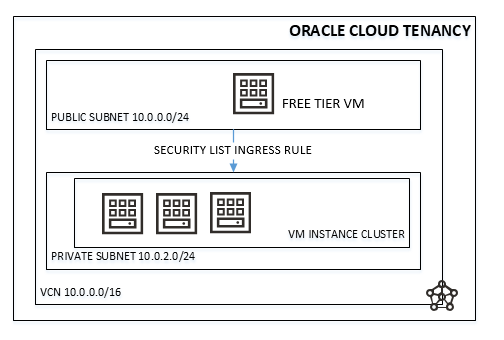 ORACLE CLOUD TENANCY
FREE TIER VM
PUBLIC SUBNET 10.0.0.0/24
SECURITY LIST INGRESS RULE
VM INSTANCE CLUSTER
PRIVATE SUBNET 10.0.2.0/24
VCN 10.0.0.0/16